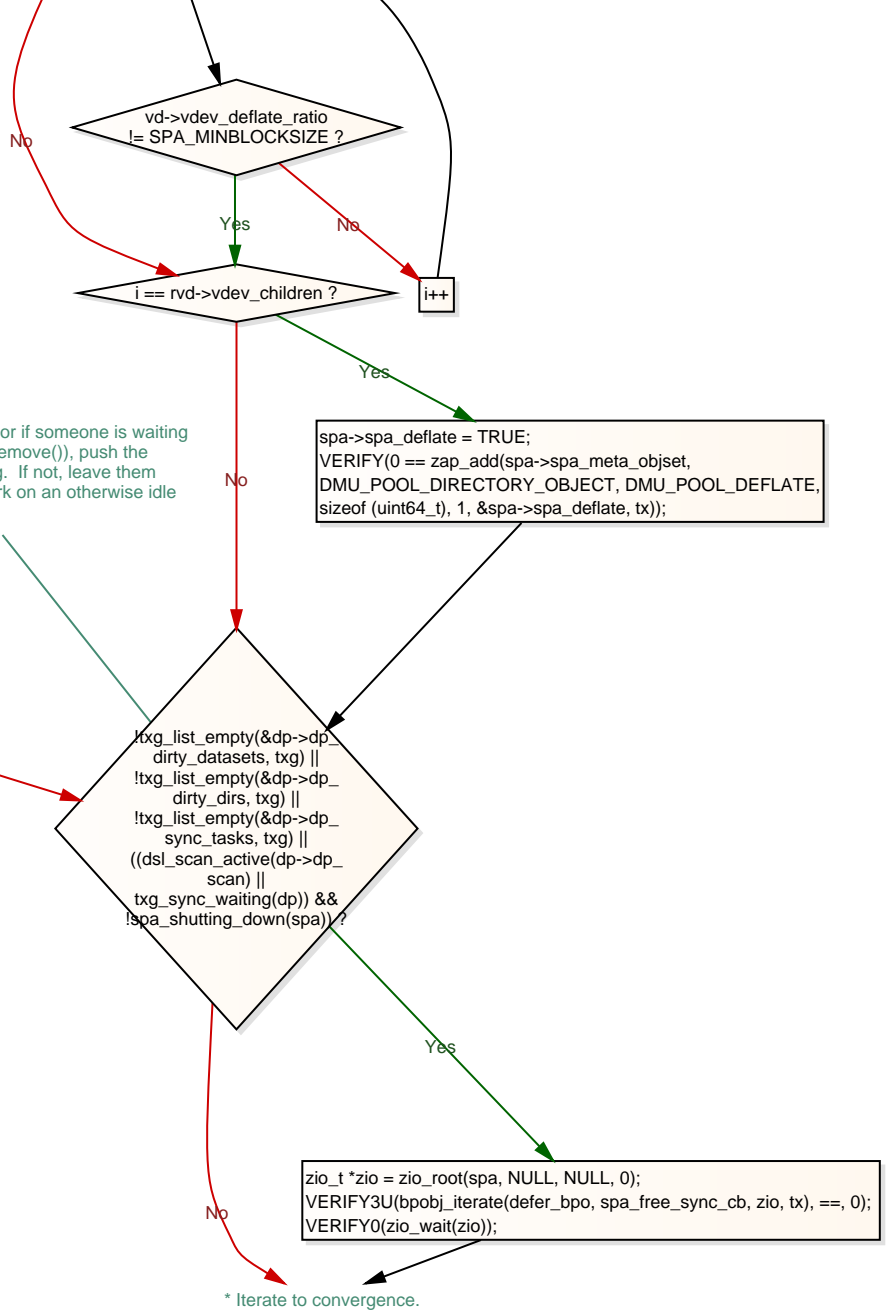 vd->vdev_deflate_ratio
!= SPA_MINBLOCKSIZE ?
No
Yes
No
i == rvd->vdev_children ?
i++
Yes
or if someone is waiting
emove()), push the
g.  If not, leave them
rk on an otherwise idle
No
spa->spa_deflate = TRUE;
VERIFY(0 == zap_add(spa->spa_meta_objset,
DMU_POOL_DIRECTORY_OBJECT, DMU_POOL_DEFLATE,
sizeof (uint64_t), 1, &spa->spa_deflate, tx));
!txg_list_empty(&dp->dp_
dirty_datasets, txg) ||
!txg_list_empty(&dp->dp_
dirty_dirs, txg) ||
!txg_list_empty(&dp->dp_
sync_tasks, txg) ||
((dsl_scan_active(dp->dp_
scan) ||
txg_sync_waiting(dp)) &&
!spa_shutting_down(spa)) ?
Yes
zio_t *zio = zio_root(spa, NULL, NULL, 0);
VERIFY3U(bpobj_iterate(defer_bpo, spa_free_sync_cb, zio, tx), ==, 0);
VERIFY0(zio_wait(zio));
No
* Iterate to convergence.